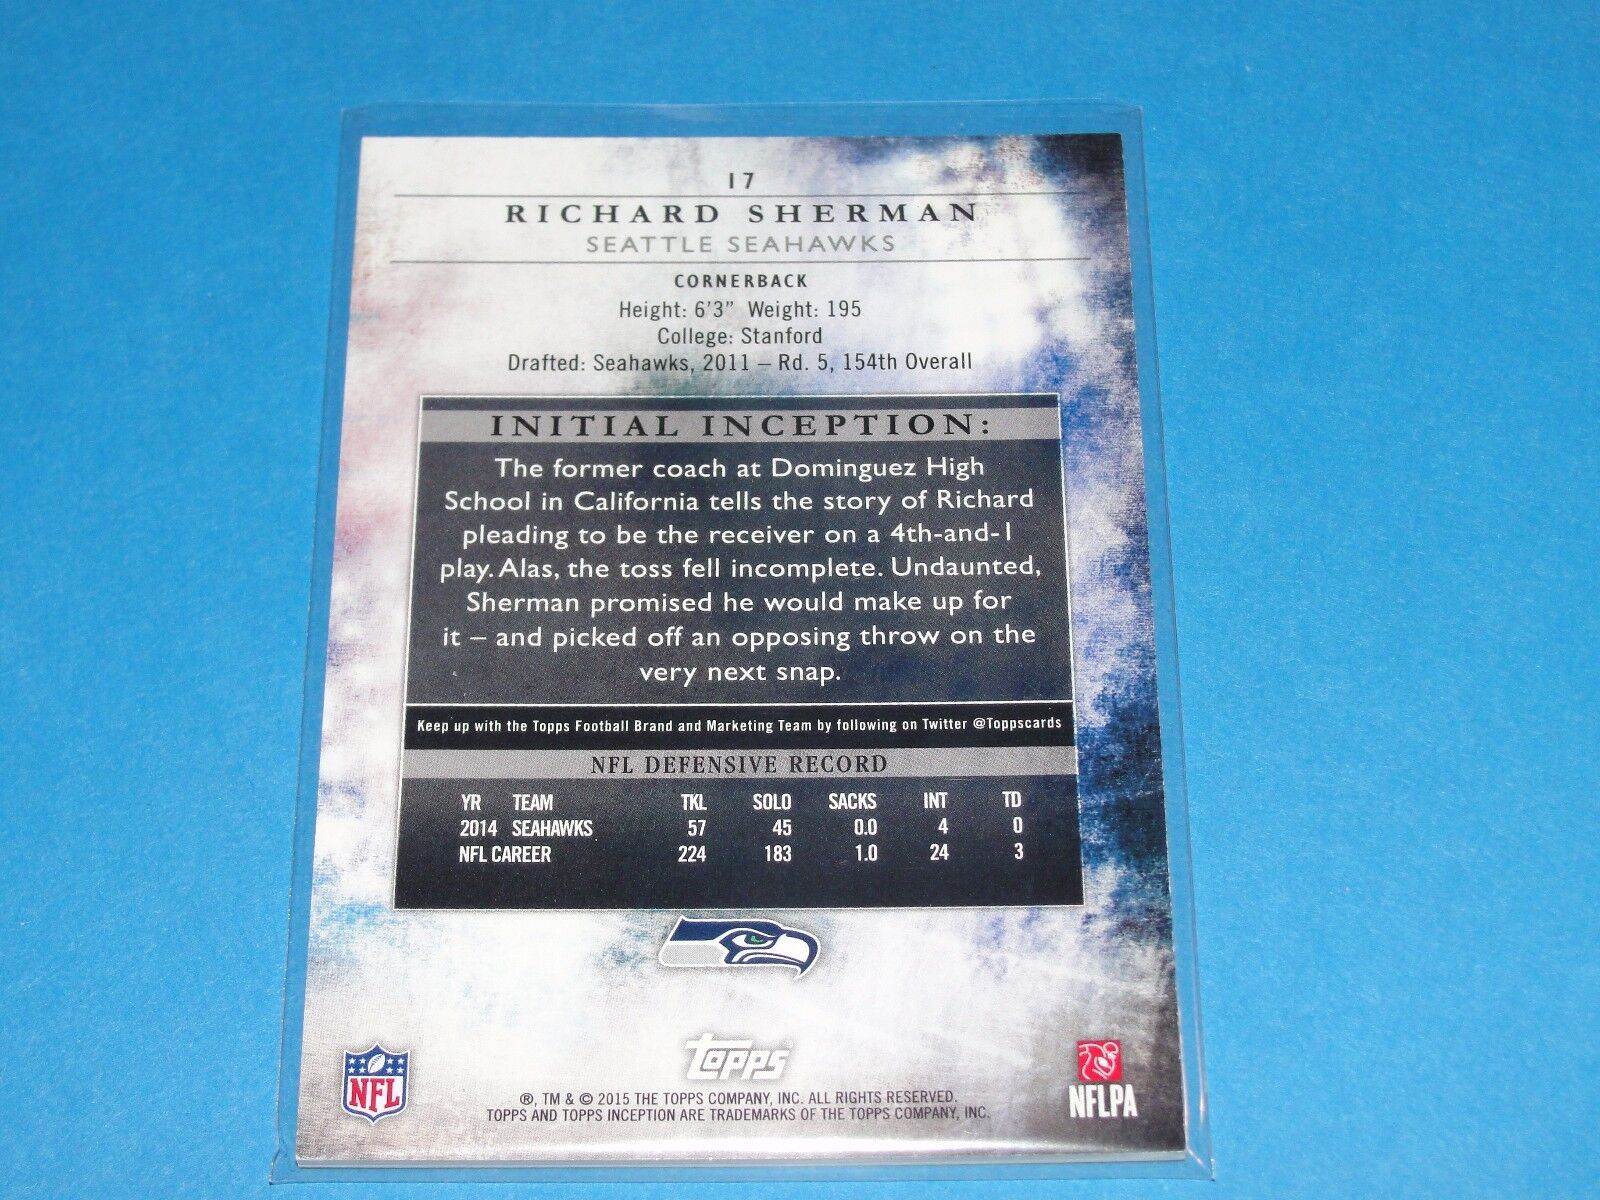 17
RICHARD SHERMAN
SEATTLE SEAHAWKS
CORNERBACK
Height: 6'3" Weight: 195
College: Stanford
Drafted: Seahawks, 2011 – Rd. 5, 154th Overall
INITIAL INCEPTION:
The former coach at Dominguez High
School in California tells the story of Richard
pleading to be the receiver on a 4th-and-1
play. Alas, the toss fell incomplete. Undaunted,
Sherman promised he would make up for
it – and picked off an opposing throw on the
very next snap.
Keep up with the Topps Football Brand and Marketing Team by following on Twitter @Toppscards
NFL DEFENSIVE RECORD
YR TEAM TKL SOLO SACKS INT TD
2014 SEAHAWKS 57 45 0.0 4 0
NFL CAREER 224 183 1.0 24 3
topps
NFL
NFLPA
®, TM & © 2015 THE TOPPS COMPANY, INC. ALL RIGHTS RESERVED.
TOPPS AND TOPPS INCEPTION ARE TRADEMARKS OF THE TOPPS COMPANY, INC.